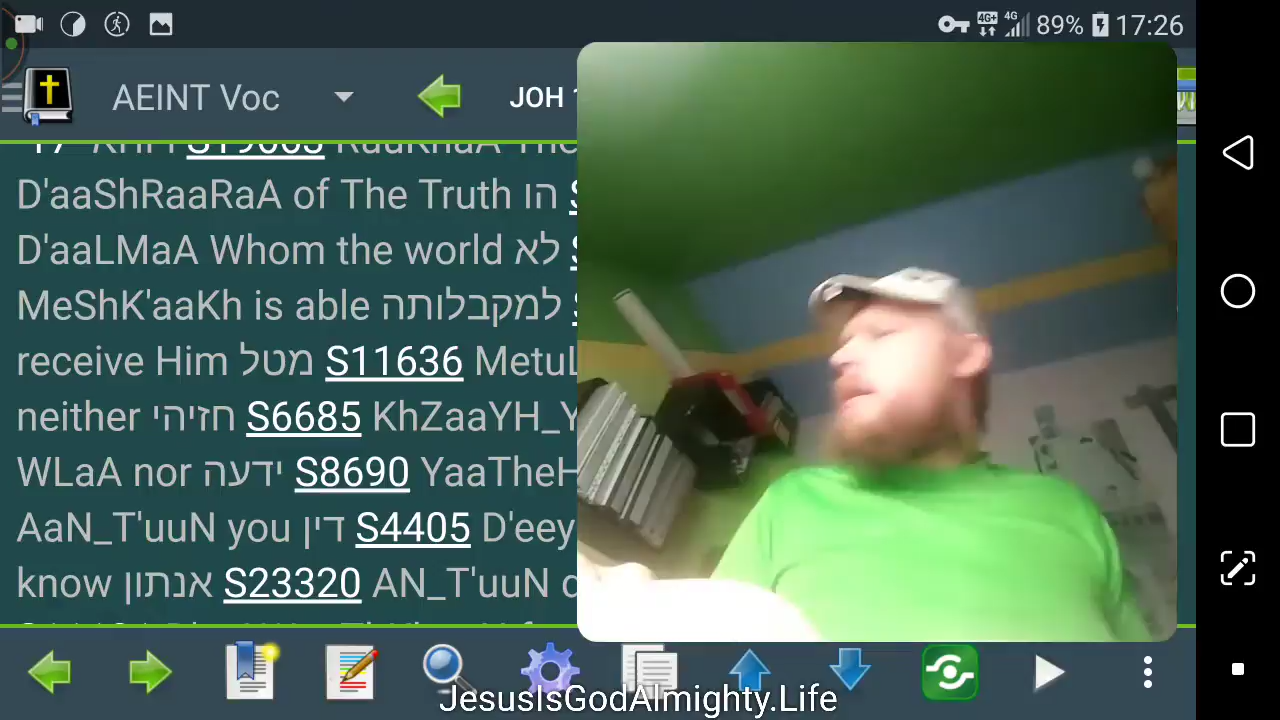 89% 17:26
AEINT Voc JOH
S19063
D'aaShRaaRaA of The Truth הו
D'aaLMaA Whom the world לא
MeShK'aaKh is able למקבלותה
receive Him מטל S11636
neither חזיהי S6685 KhZaaYH_Y
WLaA nor ידעה S8690 YaaTheH
AaN_T'uuN you דין S4405 D'eey
know אנתון S23320 AN_T'uuN
JesusIsGodAlmighty.Life